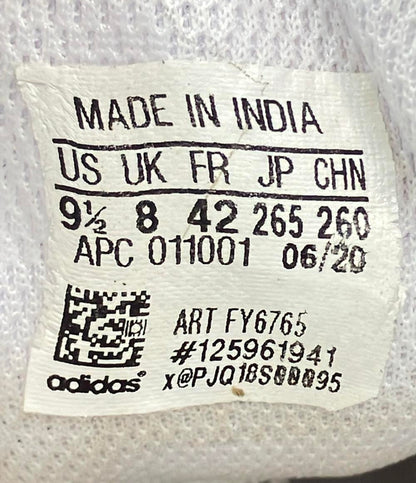 MADE IN INDIA
US UK FR JP CHN
9½ 8 42 265 260
APC 011001 06/20
ART FY6765
#125961941
adidas® x@PJQ18S000095